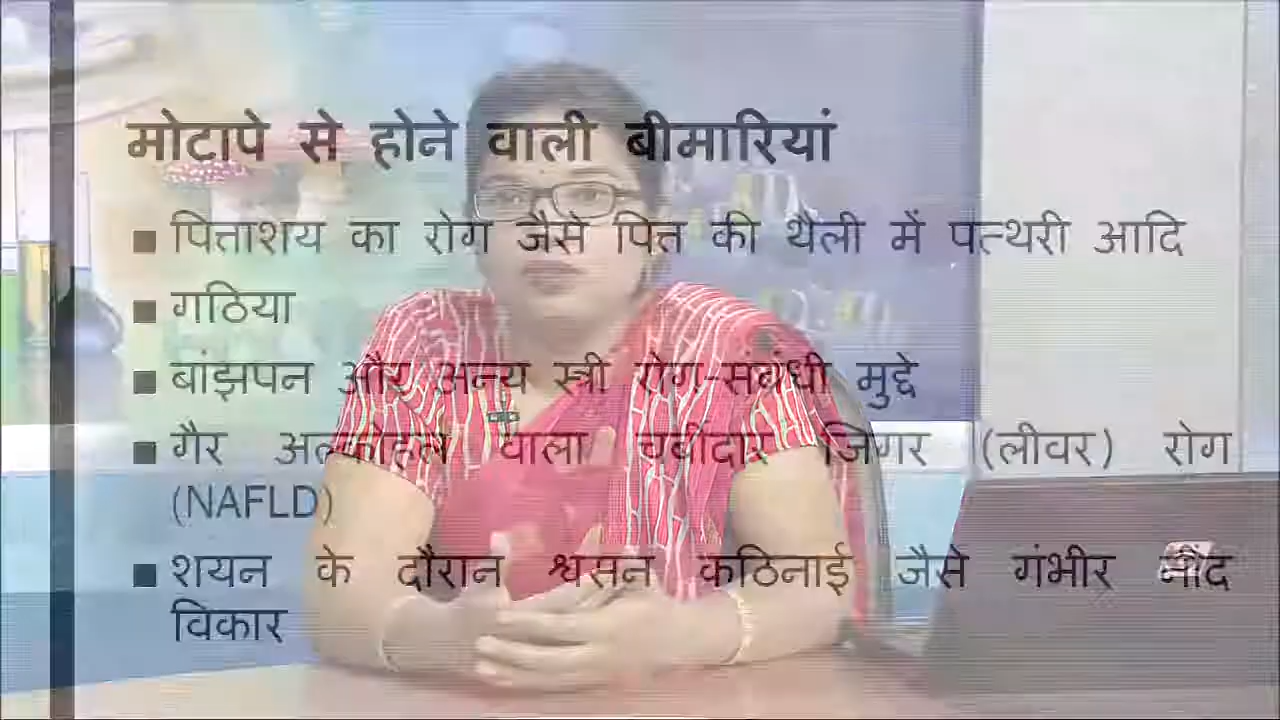 मोटापे से होने वाली बीमारियां
▪ पित्ताशय का रोग जैसे पित्त की थैली में पत्थरी आदि
▪ गठिया
▪ बांझपन और अन्य स्त्री रोग-संबंधी मुद्दे
▪ गैर अल्कोहल वाला चर्बीदार जिगर (लीवर) रोग
(NAFLD)
▪ शयन के दौरान श्वसन कठिनाई जैसे गंभीर नींद
विकार